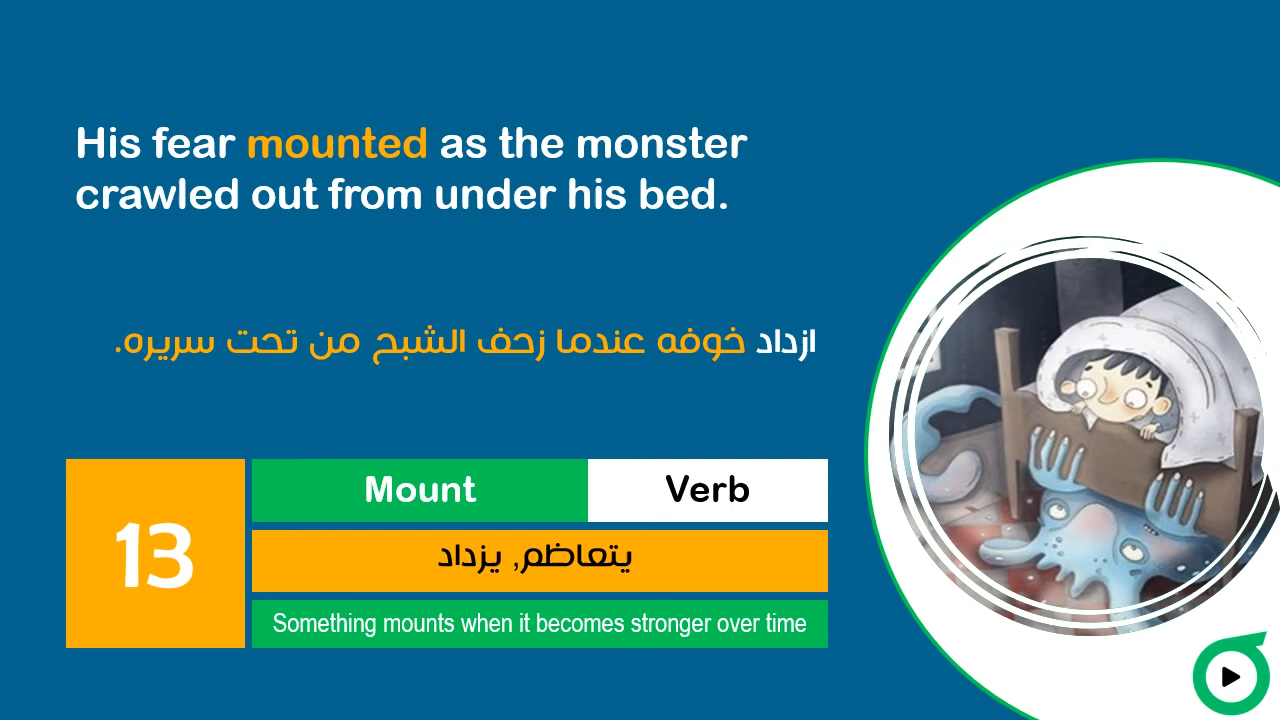 His fear mounted as the monster
crawled out from under his bed.
ازداد خوفه عندما زحف الشبح من تحت سريره.
13
Mount
Verb
يتعاظم, يزداد
Something mounts when it becomes stronger over time